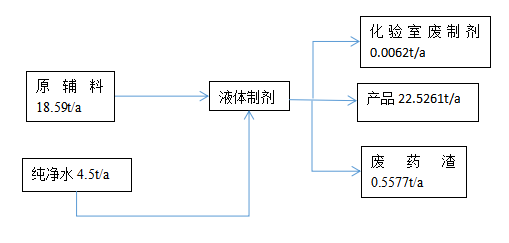 化验室废制剂
0.0062t/a
原辅料
18.59t/a
液体制剂
产品 22.5261t/a
纯净水 4.5t/a
废药渣
0.5577t/a